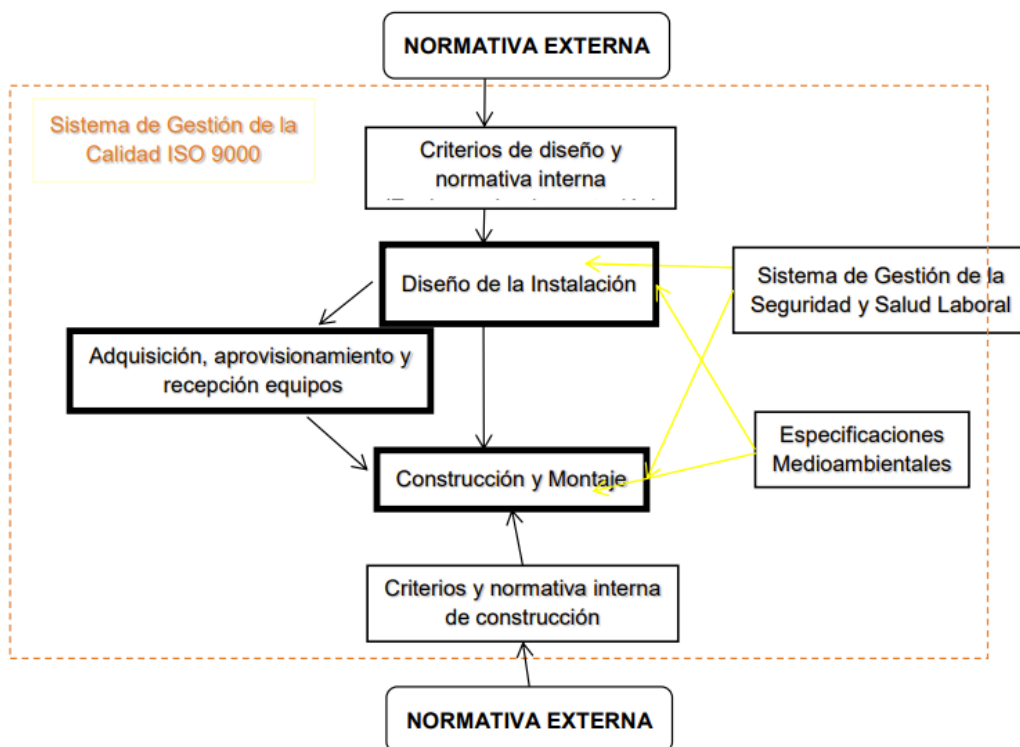 NORMATIVA EXTERNA
Sistema de Gestión de la
Calidad ISO 9000
Criterios de diseño y
normativa interna
Diseño de la Instalación
Sistema de Gestión de la
Seguridad y Salud Laboral
Adquisición, aprovisionamiento y
recepción equipos
Especificaciones
Medioambientales
Construcción y Montaje
Criterios y normativa interna
de construcción
NORMATIVA EXTERNA